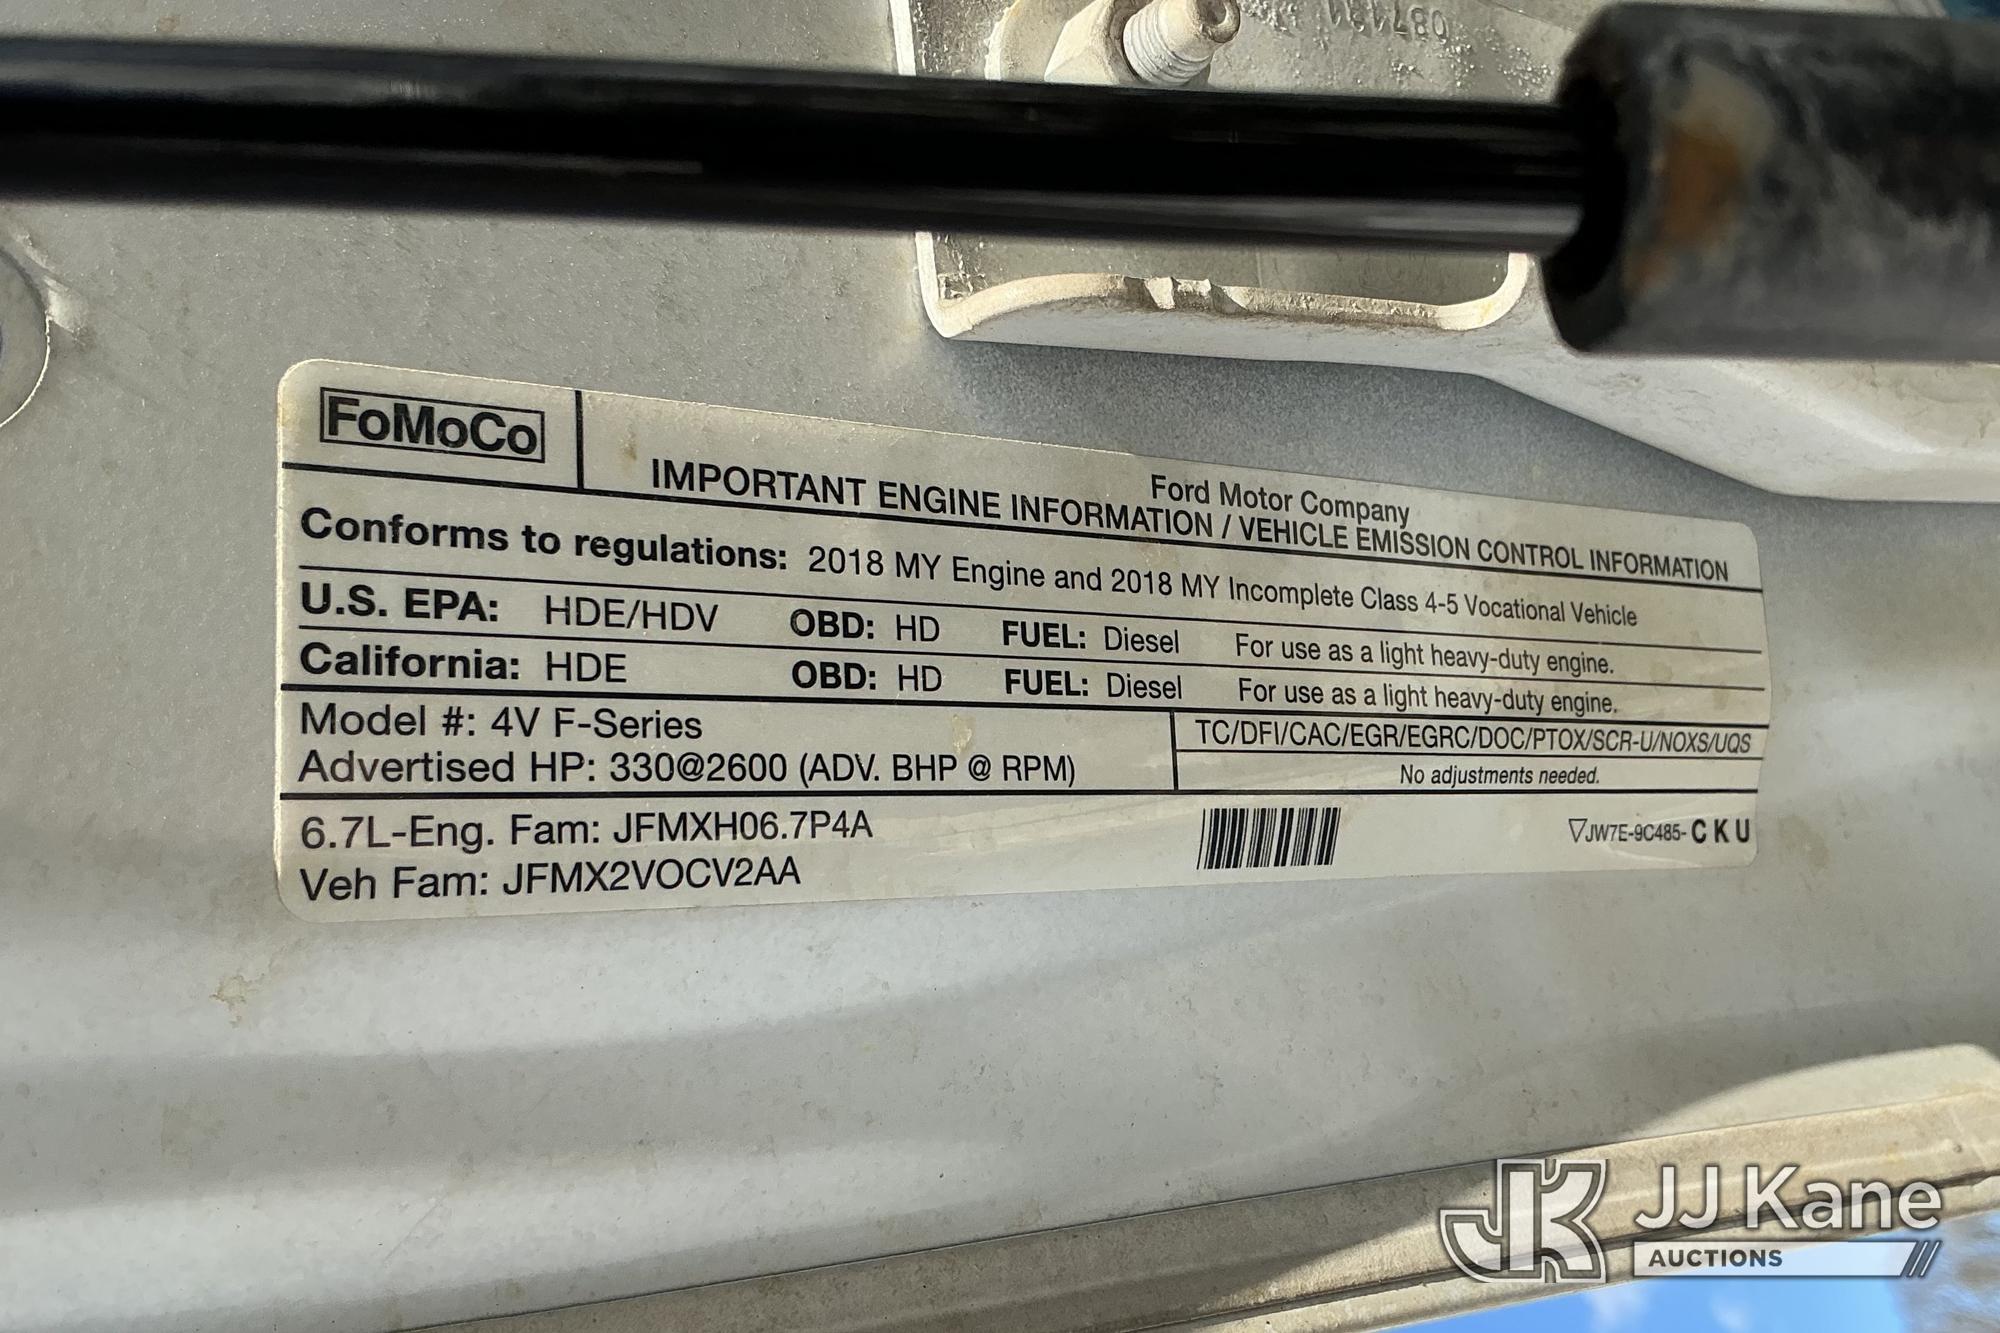 087131
FoMoCo
Ford Motor Company
IMPORTANT ENGINE INFORMATION / VEHICLE EMISSION CONTROL INFORMATION
Conforms to regulations: 2018 MY Engine and 2018 MY Incomplete Class 4-5 Vocational Vehicle
U.S. EPA: HDE/HDV OBD: HD FUEL: Diesel For use as a light heavy-duty engine.
California: HDE OBD: HD FUEL: Diesel For use as a light heavy-duty engine.
Model #: 4V F-Series
Advertised HP: 330@2600 (ADV. BHP @ RPM)
TC/DFI/CAC/EGR/EGRC/DOC/PTOX/SCR-U/NOXS/UQS
No adjustments needed.
6.7L-Eng. Fam: JFMXH06.7P4A
Veh Fam: JFMX2VOCV2AA
▽JW7E-9C485-CKU
JK JJ Kane
AUCTIONS